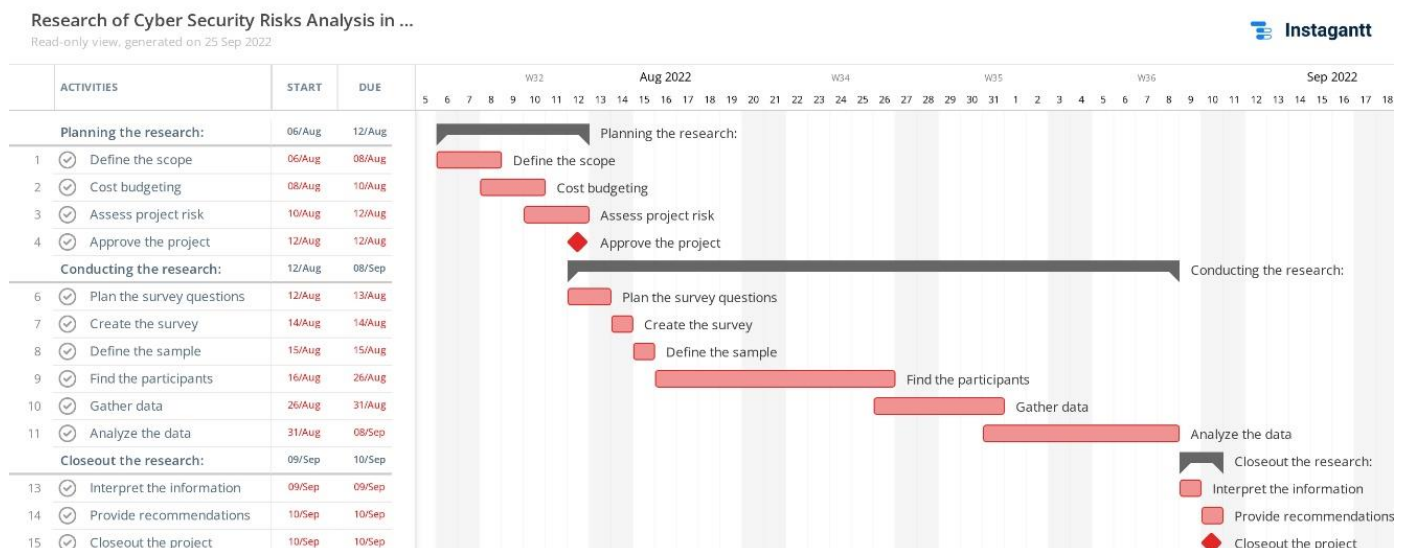 Research of Cyber Security Risks Analysis in ...
Read-only view, generated on 25 Sep 2022
Instagantt
ACTIVITIES START DUE W32 Aug 2022 W34 W35 W36 Sep 2022
5 6 7 8 9 10 11 12 13 14 15 16 17 18 19 20 21 22 23 24 25 26 27 28 29 30 31 1 2 3 4 5 6 7 8 9 10 11 12 13 14 15 16 17 18
Planning the research: 06/Aug 12/Aug Planning the research:
1 Define the scope 06/Aug 08/Aug Define the scope
2 Cost budgeting 08/Aug 10/Aug Cost budgeting
3 Assess project risk 10/Aug 12/Aug Assess project risk
4 Approve the project 12/Aug 12/Aug Approve the project
Conducting the research: 12/Aug 08/Sep Conducting the research:
6 Plan the survey questions 12/Aug 13/Aug Plan the survey questions
7 Create the survey 14/Aug 14/Aug Create the survey
8 Define the sample 15/Aug 15/Aug Define the sample
9 Find the participants 16/Aug 26/Aug Find the participants
10 Gather data 26/Aug 31/Aug Gather data
11 Analyze the data 31/Aug 08/Sep Analyze the data
Closeout the research: 09/Sep 10/Sep Closeout the research:
13 Interpret the information 09/Sep 09/Sep Interpret the information
14 Provide recommendations 10/Sep 10/Sep Provide recommendations
15 Closeout the project 10/Sep 10/Sep Closeout the project